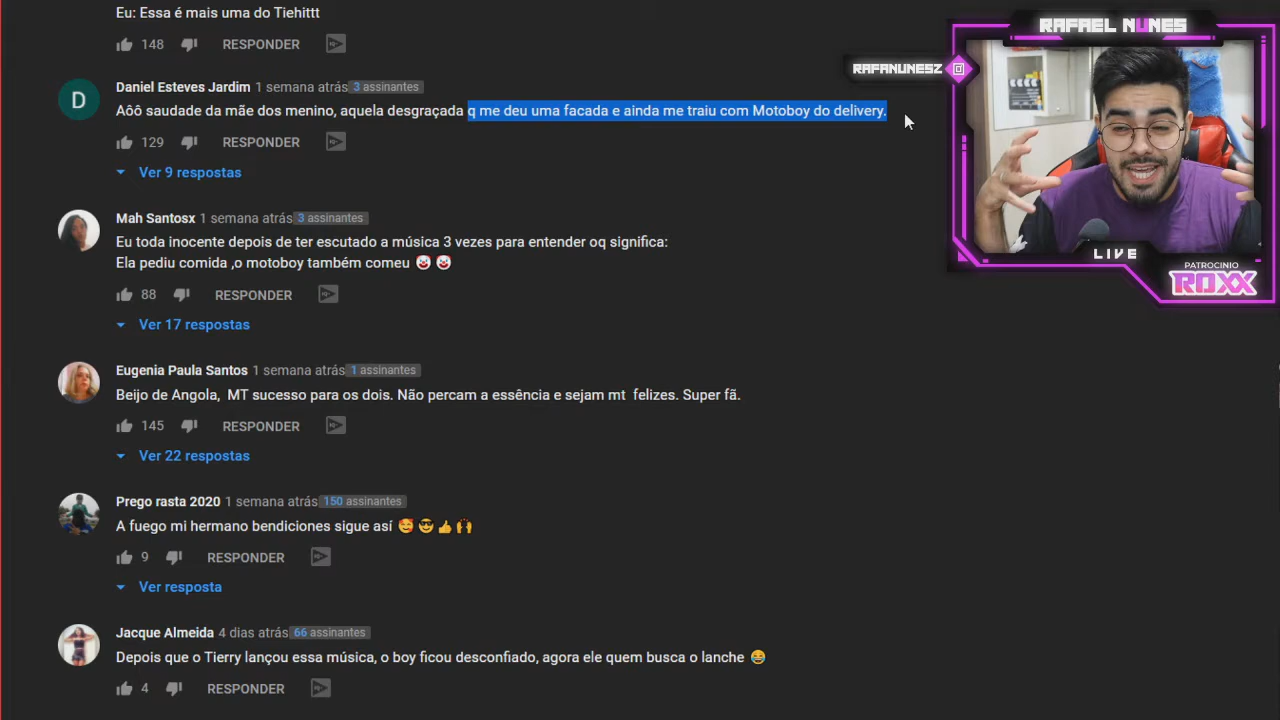 Eu: Essa é mais uma do Tiehittt
148 RESPONDER
RAFAEL NUNES
RAFANUNESZ
D
Daniel Esteves Jardim 1 semana atrás 3 assinantes
Aôô saudade da mãe dos menino, aquela desgraçada q me deu uma facada e ainda me traiu com Motoboy do delivery.
129 RESPONDER
Ver 9 respostas
Mah Santosx 1 semana atrás 3 assinantes
Eu toda inocente depois de ter escutado a música 3 vezes para entender oq significa:
Ela pediu comida ,o motoboy também comeu 🤡 🤡
88 RESPONDER
LIVE
PATROCINIO
ROXX
Ver 17 respostas
Eugenia Paula Santos 1 semana atrás 1 assinantes
Beijo de Angola, MT sucesso para os dois. Não percam a essência e sejam mt felizes. Super fã.
145 RESPONDER
Ver 22 respostas
Prego rasta 2020 1 semana atrás 150 assinantes
A fuego mi hermano bendiciones sigue así 🥰 😎 👍 🙌
9 RESPONDER
Ver resposta
Jacque Almeida 4 dias atrás 66 assinantes
Depois que o Tierry lançou essa música, o boy ficou desconfiado, agora ele quem busca o lanche 😂
4 RESPONDER